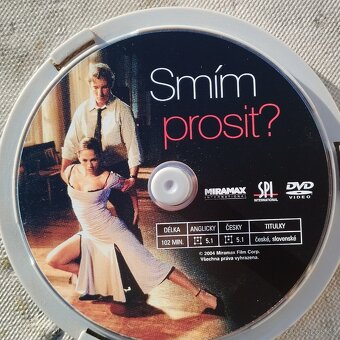 Smím
prosit?
MIRAMAX
INTERNATIONAL
SPI
INTERNATIONAL
DVD
VIDEO
DÉLKA ANGLICKY ČESKY TITULKY
102 MIN. 5.1 5.1 české, slovenské
© 2004 Miramax Film Corp.
Všechna práva vyhrazena.